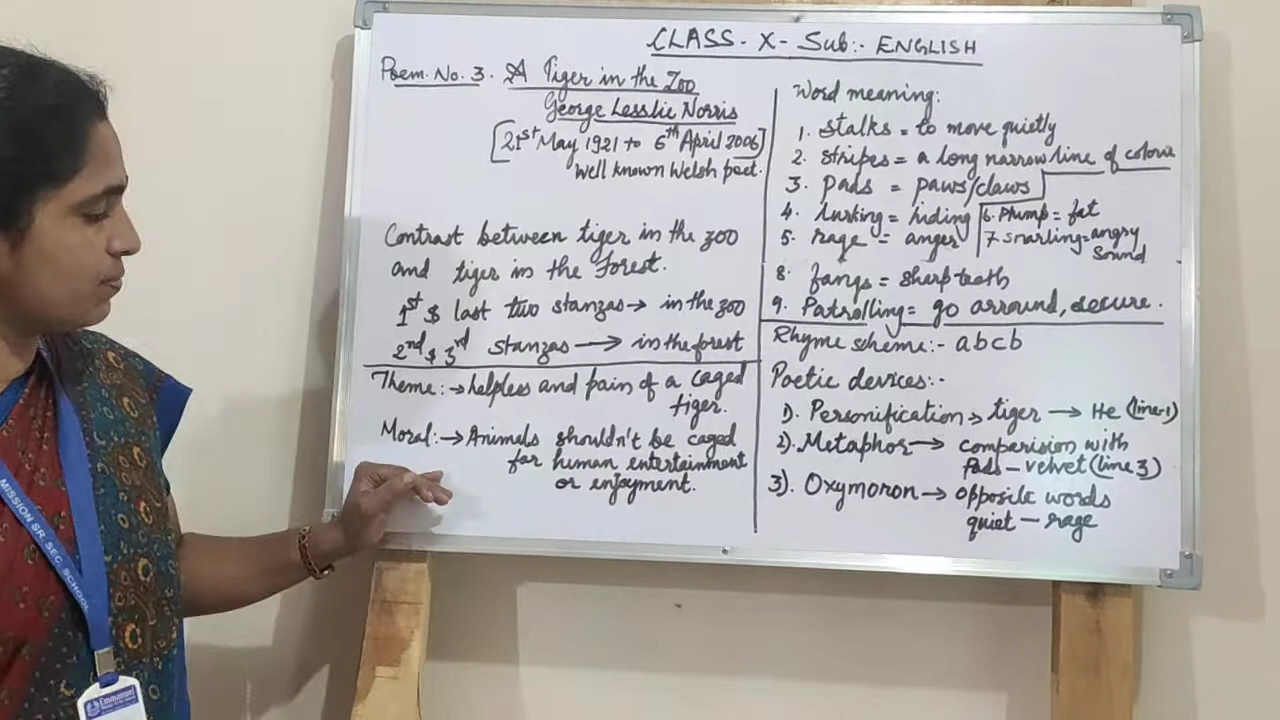 CLASS - X - Sub:- ENGLISH
Poem. No. 3. A Tiger in the Zoo
George Lesslie Norris
[21st May 1921 to 6th April 2006]
Well known Welsh poet.
Contrast between tiger in the zoo
and tiger in the Forest.
1st & last two stanzas → in the zoo
2nd & 3rd stanzas → in the forest
Theme:→ helpless and pain of a caged
tiger.
Moral:→ Animals shouldn't be caged
for human entertainment
or enjoyment.
Word meaning:
1. Stalks = to move quietly
2. Stripes = a long narrow line of colour
3. Pads = paws/claws
4. Lurking = hiding
5. rage = anger
6. Plump = fat
7. Snarling = angry
sound
8. fangs = sharp teeth
9. Patrolling = go arround, secure.
Rhyme scheme:- abcb
Poetic devices:-
1). Personification → tiger → He (line-1)
2). Metaphor → comparision with
Pads - velvet (line 3)
3). Oxymoron → opposite words
quiet - rage
MISSION SR. SEC. SCHOOL
Emmanuel